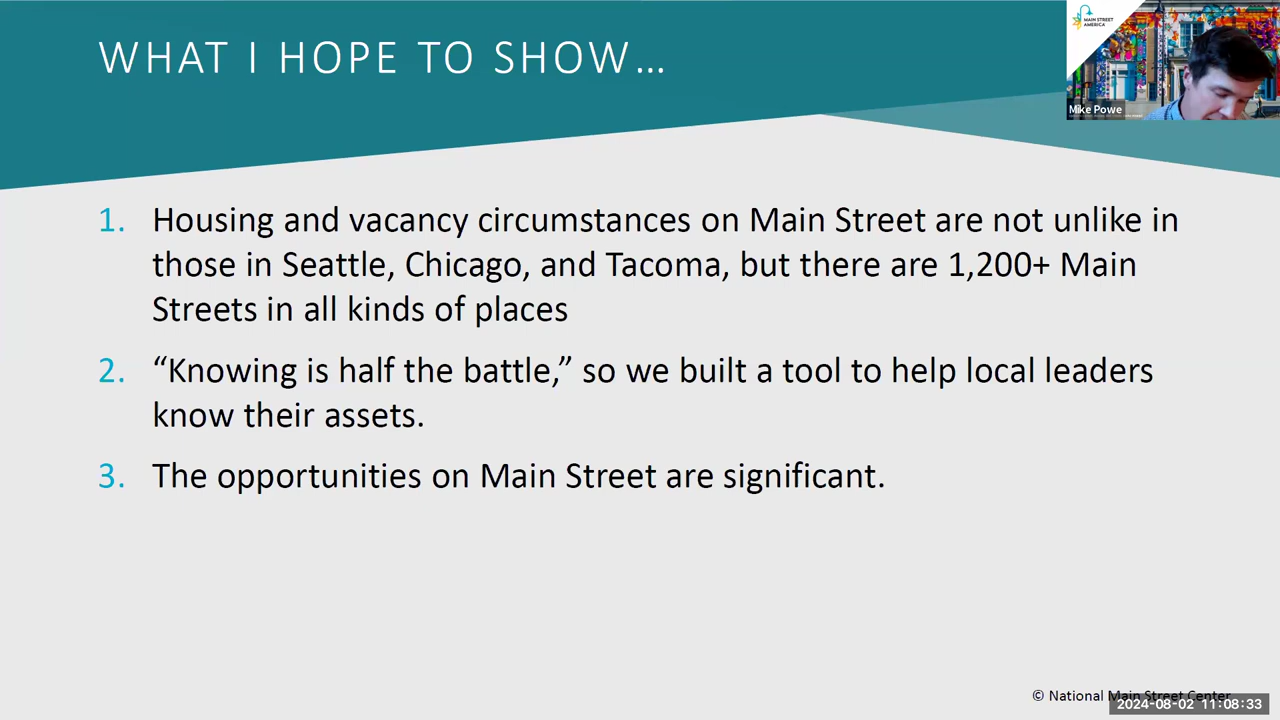 WHAT I HOPE TO SHOW…
MAIN STREET
AMERICA
Mike Powe
1. Housing and vacancy circumstances on Main Street are not unlike in
those in Seattle, Chicago, and Tacoma, but there are 1,200+ Main
Streets in all kinds of places
2. “Knowing is half the battle,” so we built a tool to help local leaders
know their assets.
3. The opportunities on Main Street are significant.
© National Main Street Center
2024-08-02 11:08:33